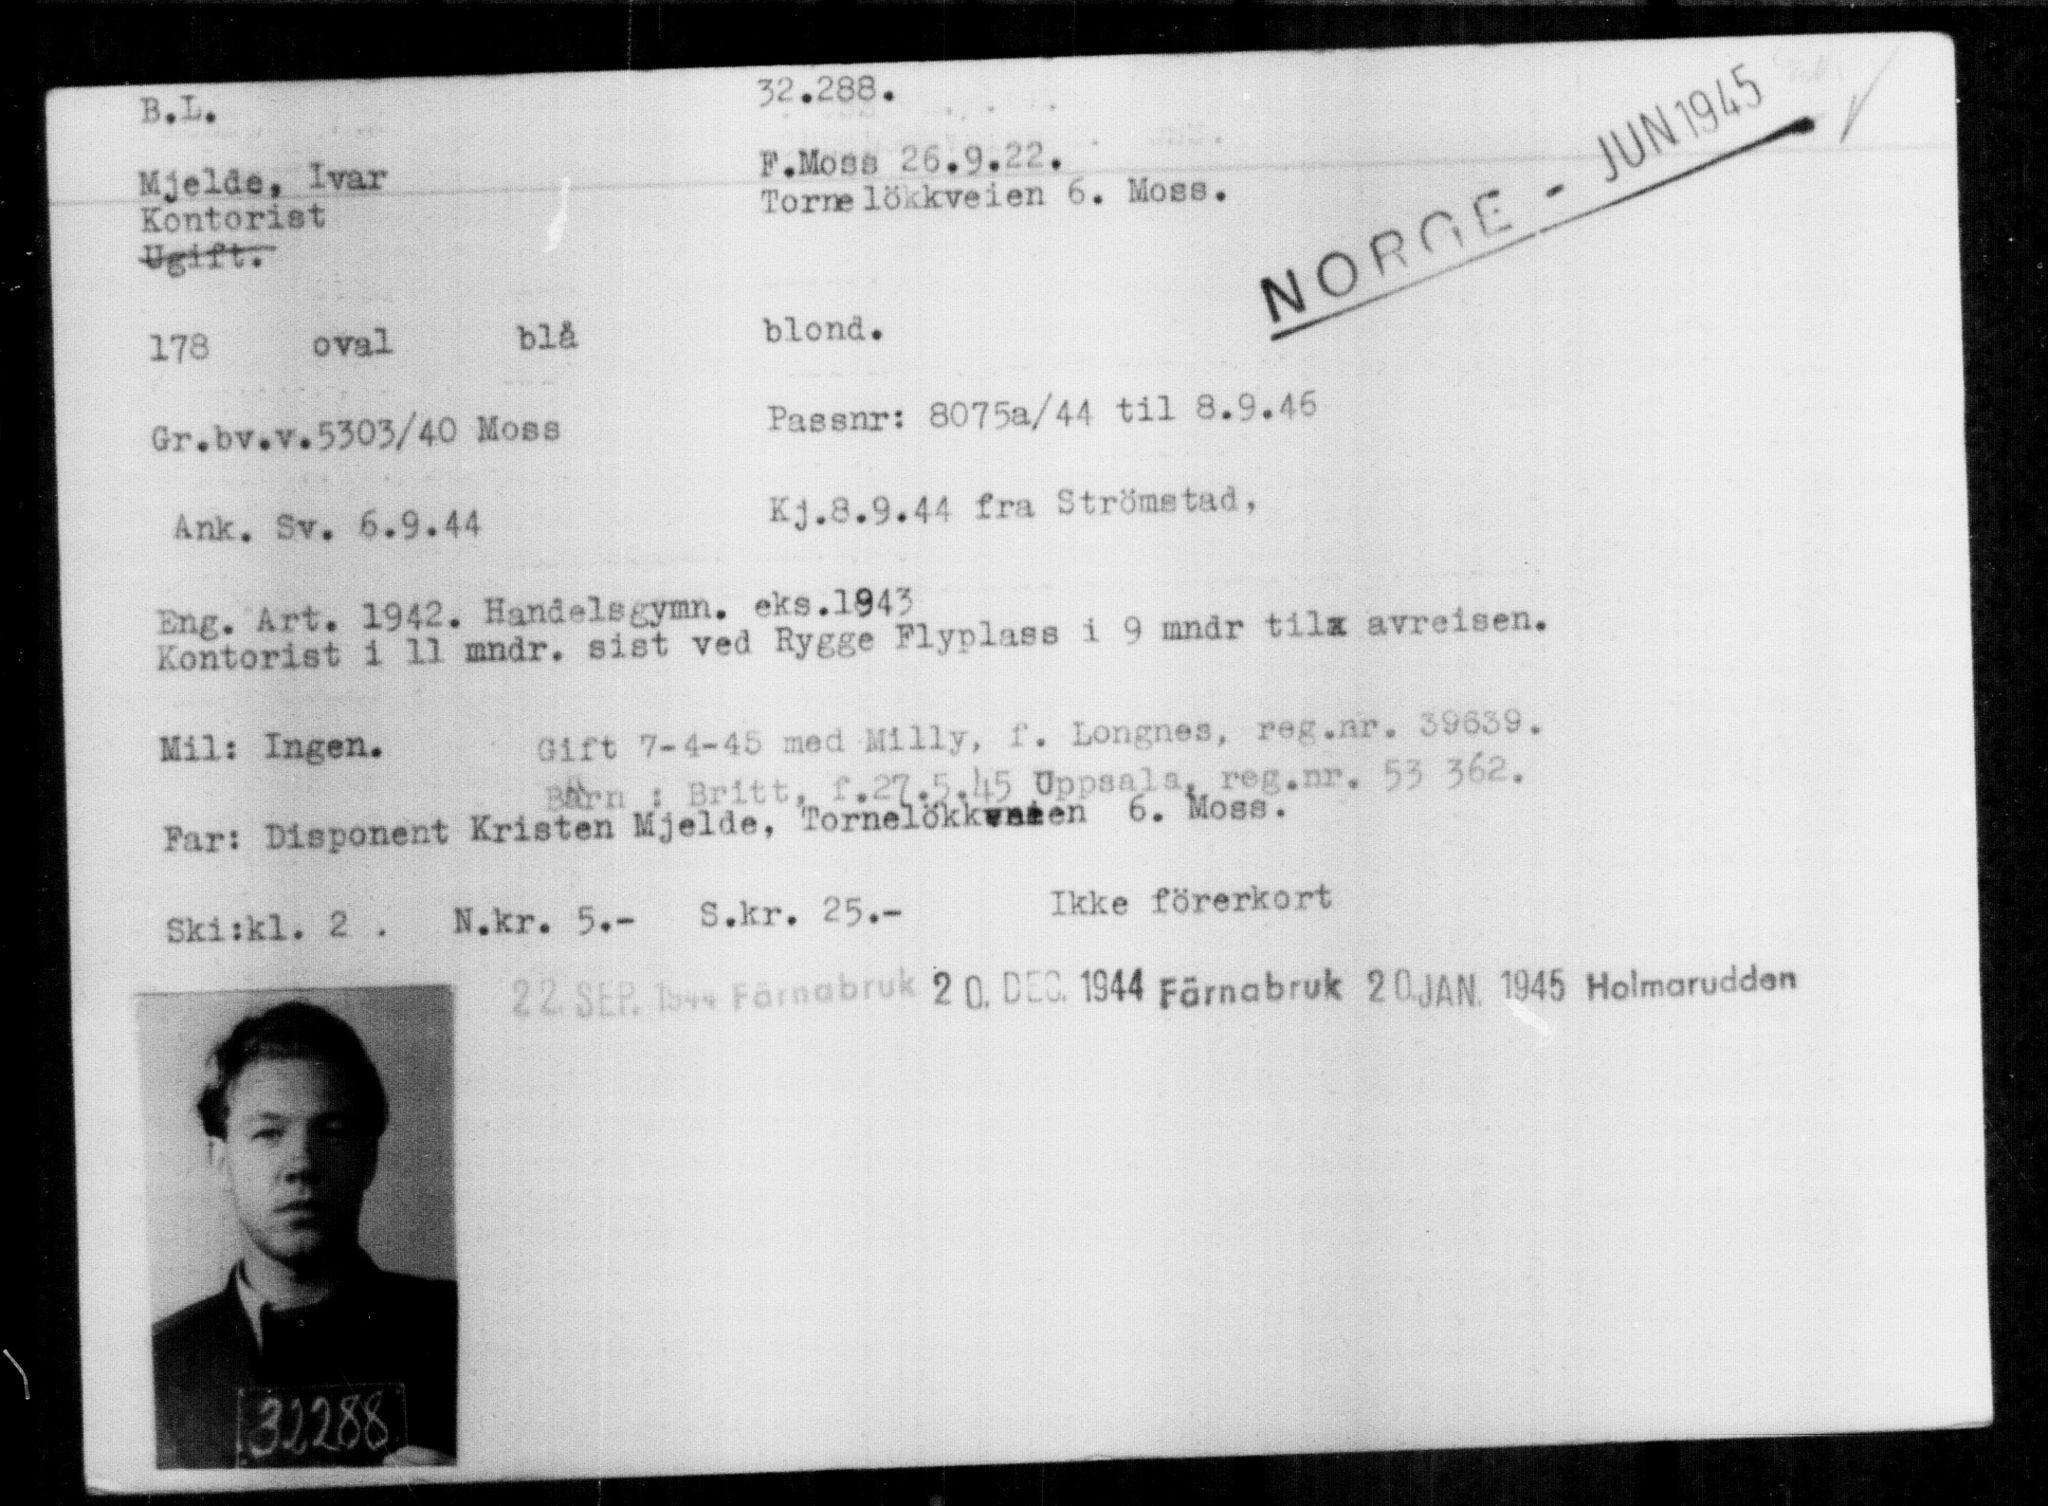 B.L.
32.288.
NORGE - JUN 1945
Mjelde, Ivar
F.Moss 26.9.22.
Kontorist
Tornelökkveien 6. Moss.
Ugift.
178 oval blå blond.
Gr.bv.v.5303/40 Moss
Passnr: 8075a/44 til 8.9.46
Ank. Sv. 6.9.44
Kj.8.9.44 fra Strömstad,
Eng. Art. 1942. Handelsgymn. eks.1943
Kontorist i 11 mndr. sist ved Rygge Flyplass i 9 mndr til avreisen.
Mil: Ingen.
Gift 7-4-45 med Milly, f. Longnes, reg.nr. 39639.
Barn : Britt, f.27.5.45 Uppsala, reg.nr. 53 362.
Far: Disponent Kristen Mjelde, Tornelökkveien 6. Moss.
Ski:kl. 2 . N.kr. 5.- S.kr. 25.- Ikke förerkort
22. SEP. 1944 Färnabruk 20. DEC. 1944 Färnabruk 20 JAN. 1945 Holmarudden
32288